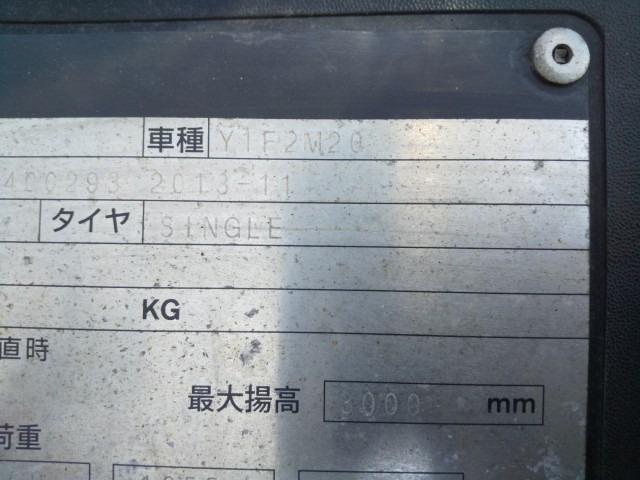 車種 Y1F2M20
400293 2013-11
タイヤ SINGLE
KG
直時
最大揚高 3000 mm
荷重